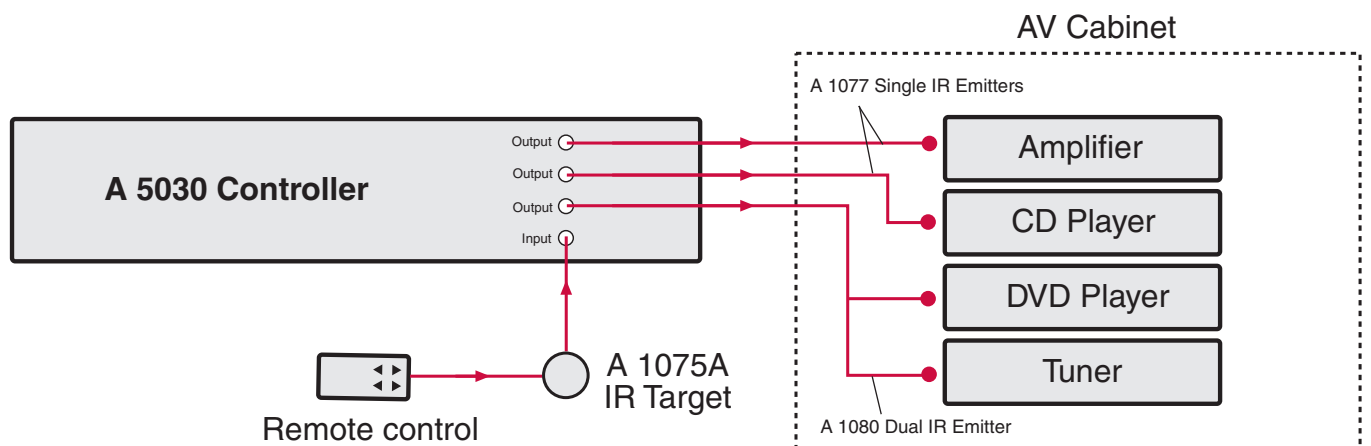 AV Cabinet
A 1077 Single IR Emitters
A 5030 Controller
Output
Output
Output
Input
Amplifier
CD Player
DVD Player
Tuner
A 1075A
IR Target
Remote control
A 1080 Dual IR Emitter